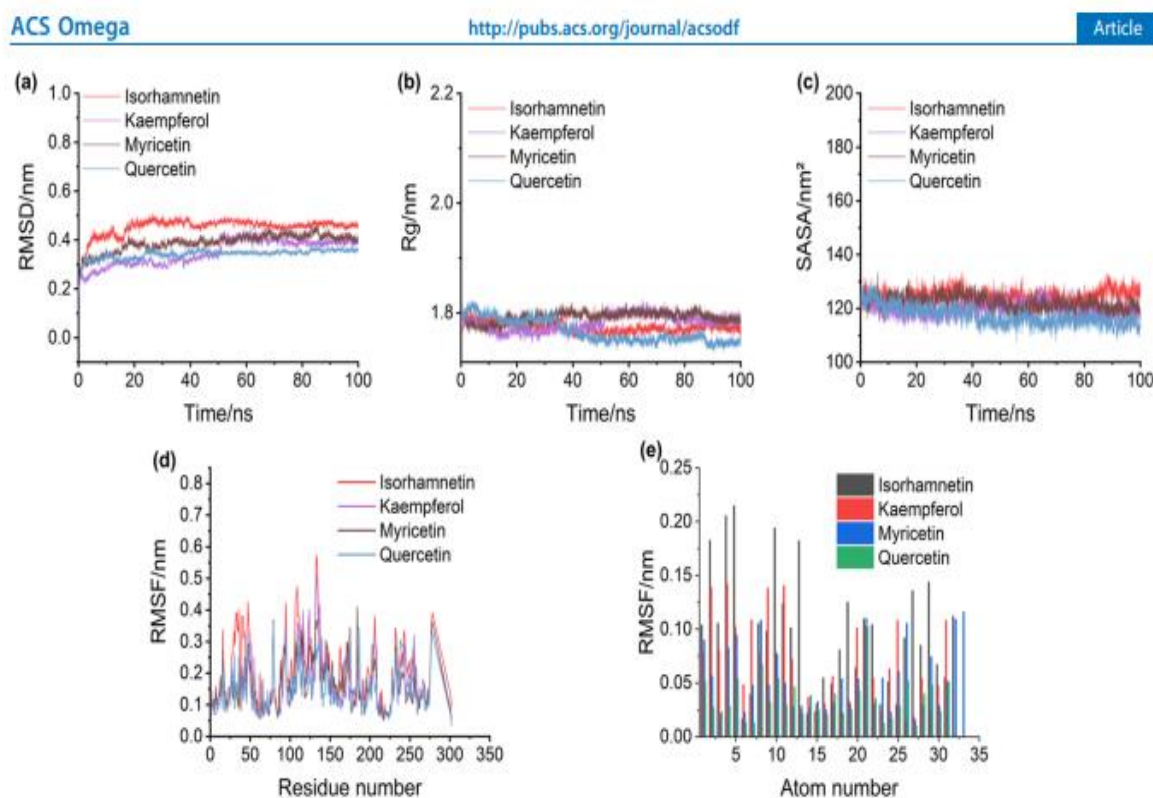 ACS Omega http://pubs.acs.org/journal/acsodf Article
(a)
1.0
0.8
0.6
0.4
0.2
0.0
RMSD/nm
Isorhamnetin
Kaempferol
Myricetin
Quercetin
0 20 40 60 80 100
Time/ns
(b)
2.2
2.0
1.8
Rg/nm
Isorhamnetin
Kaempferol
Myricetin
Quercetin
0 20 40 60 80 100
Time/ns
(c)
200
180
160
140
120
100
SASA/nm²
Isorhamnetin
Kaempferol
Myricetin
Quercetin
0 20 40 60 80 100
Time/ns
(d)
0.8
0.7
0.6
0.5
0.4
0.3
0.2
0.1
0.0
RMSF/nm
Isorhamnetin
Kaempferol
Myricetin
Quercetin
0 50 100 150 200 250 300 350
Residue number
(e)
0.25
0.20
0.15
0.10
0.05
0.00
RMSF/nm
Isorhamnetin
Kaempferol
Myricetin
Quercetin
5 10 15 20 25 30 35
Atom number